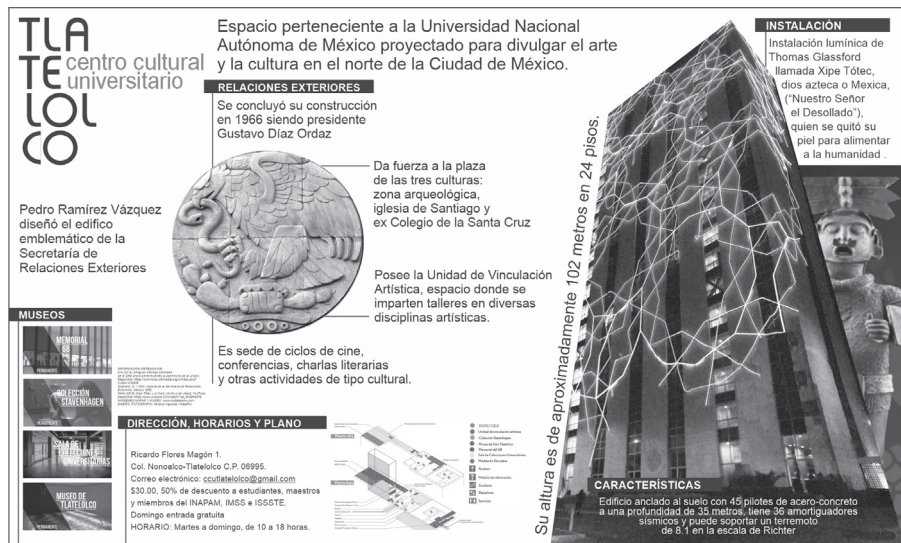 TLA
TE
LOL
CO
centro cultural
universitario
Espacio perteneciente a la Universidad Nacional
Autónoma de México proyectado para divulgar el arte
y la cultura en el norte de la Ciudad de México.
RELACIONES EXTERIORES
Se concluyó su construcción
en 1966 siendo presidente
Gustavo Díaz Ordaz
Da fuerza a la plaza
de las tres culturas:
zona arqueológica,
iglesia de Santiago y
ex Colegio de la Santa Cruz
Pedro Ramírez Vázquez
diseñó el edifico
emblemático de la
Secretaría de
Relaciones Exteriores
Posee la Unidad de Vinculación
Artística, espacio donde se
imparten talleres en diversas
disciplinas artísticas.
Es sede de ciclos de cine,
conferencias, charlas literarias
y otras actividades de tipo cultural.
MUSEOS
MEMORIAL
68
PERMANENTE
COLECCIÓN
STAVENHAGEN
PERMANENTE
SALA DE
COLECCIONES
UNIVERSITARIAS
PERMANENTE
MUSEO DE
TLATELOLCO
PERMANENTE
DIRECCIÓN, HORARIOS Y PLANO
Ricardo Flores Magón 1.
Col. Nonoalco-Tlatelolco C.P. 06995.
Correo electrónico: ccutlatelolco@gmail.com
$30.00, 50% de descuento a estudiantes, maestros
y miembros del INAPAM, IMSS e ISSSTE.
Domingo entrada gratuita
HORARIO: Martes a domingo, de 10 a 18 horas.
Su altura es de aproximadamente 102 metros en 24 pisos.
INSTALACIÓN
Instalación lumínica de
Thomas Glassford
llamada Xipe Tótec,
dios azteca o Mexica,
("Nuestro Señor
el Desollado"),
quien se quitó su
piel para alimentar
a la humanidad .
CARACTERÍSTICAS
Edificio anclado al suelo con 45 pilotes de acero-concreto
a una profundidad de 35 metros, tiene 36 amortiguadores
sísmicos y puede soportar un terremoto
de 8.1 en la escala de Richter